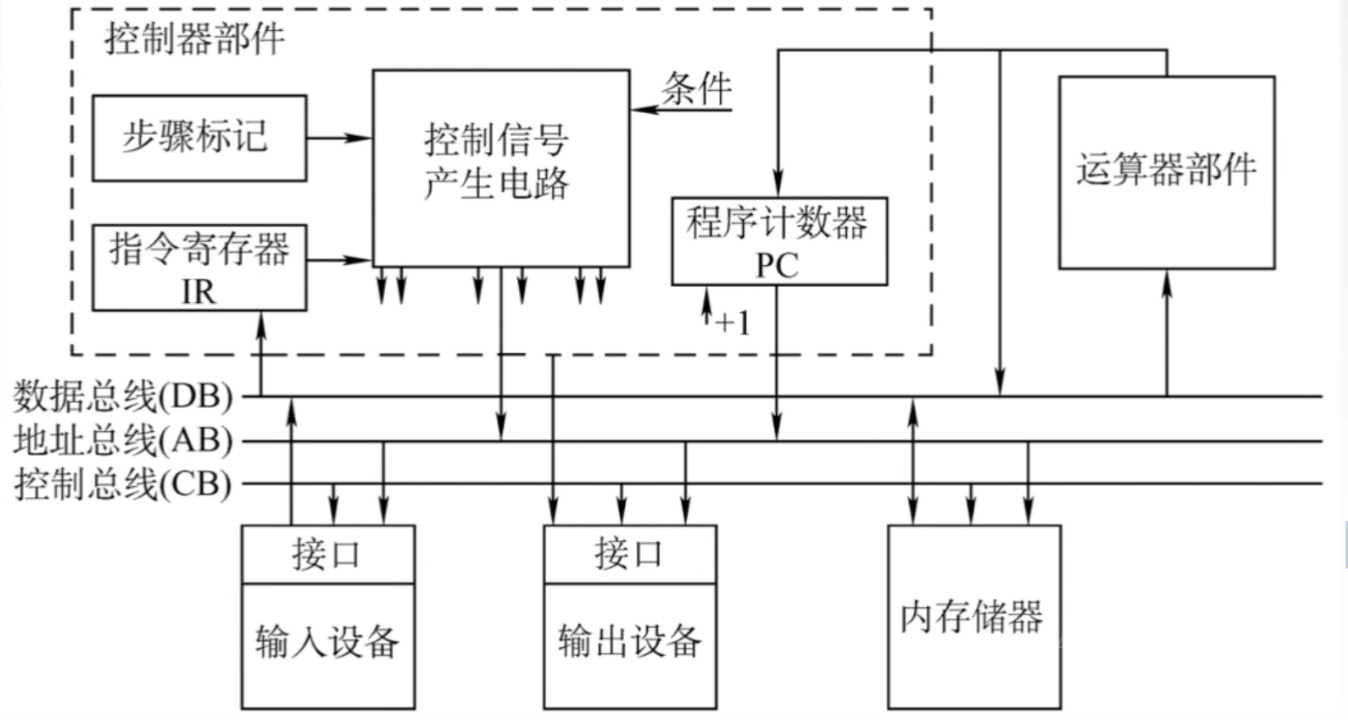 控制器部件
步骤标记
控制信号
产生电路
条件
运算器部件
指令寄存器
IR
程序计数器
PC
+1
数据总线(DB)
地址总线(AB)
控制总线(CB)
接口
输入设备
接口
输出设备
内存储器